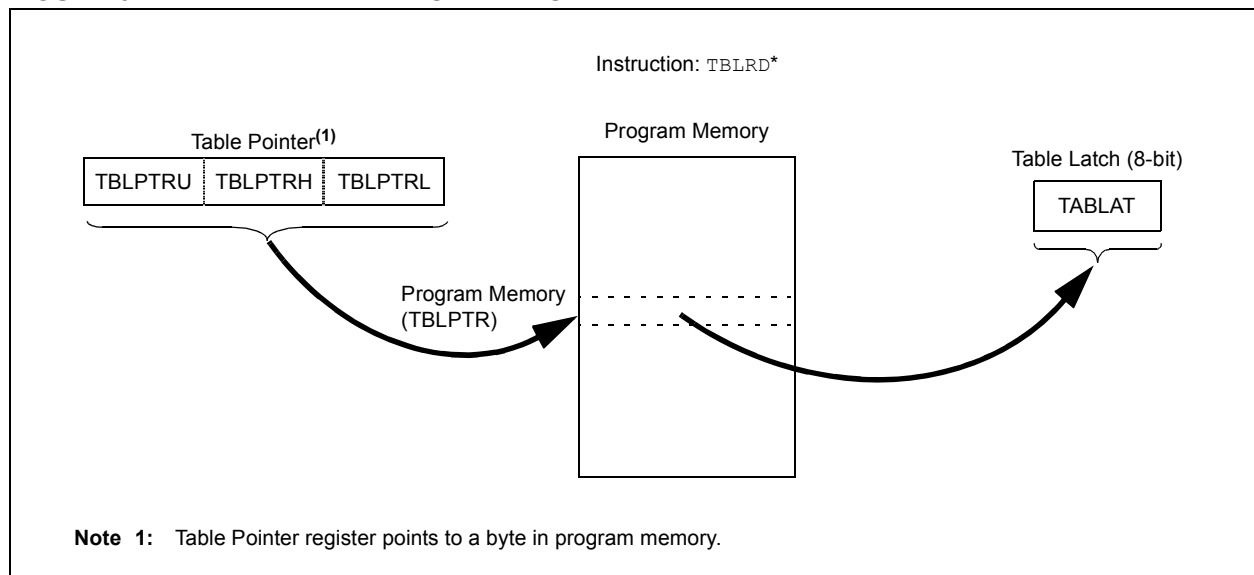 Instruction: TBLRD*
Table Pointer(1)
TBLPTRU TBLPTRH TBLPTRL
Program Memory
Table Latch (8-bit)
TABLAT
Program Memory
(TBLPTR)
Note 1: Table Pointer register points to a byte in program memory.